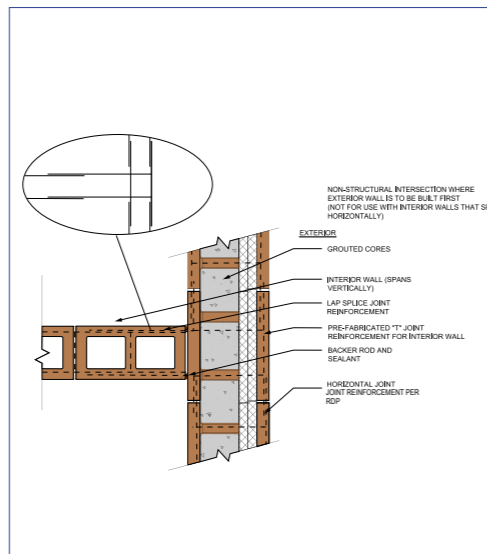 NON-STRUCTURAL INTERSECTION WHERE
EXTERIOR WALL IS TO BE BUILT FIRST
(NOT FOR USE WITH INTERIOR WALLS THAT
HORIZONTALLY)
EXTERIOR
GROUTED CORES
INTERIOR WALL (SPANS
VERTICALLY)
LAP SPLICE JOINT
REINFORCEMENT
PRE-FABRICATED "T" JOINT
REINFORCEMENT FOR INTERIOR WALL
BACKER ROD AND
SEALANT
HORIZONTAL JOINT
JOINT REINFORCEMENT PER
RDP